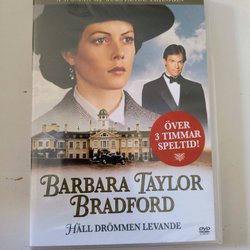 ÖVER
3 TIMMAR
SPELTID!
BARBARA TAYLOR
BRADFORD
HÅLL DRÖMMEN LEVANDE
DVD